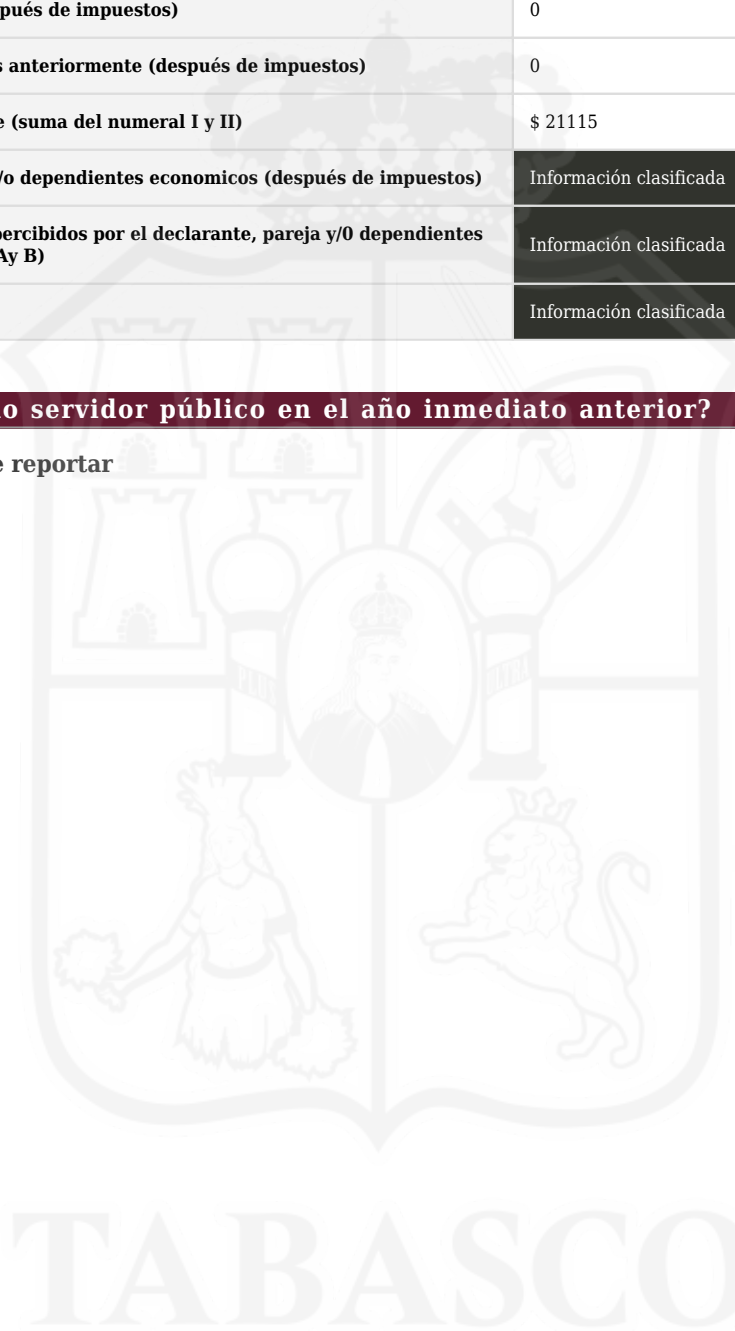 pués de impuestos) 0
s anteriormente (después de impuestos) 0
e (suma del numeral I y II) $ 21115
/o dependientes economicos (después de impuestos) Información clasificada
percibidos por el declarante, pareja y/0 dependientes
Ay B) Información clasificada
Información clasificada
o servidor público en el año inmediato anterior?
e reportar
PLUS ULTRA
TABASCO